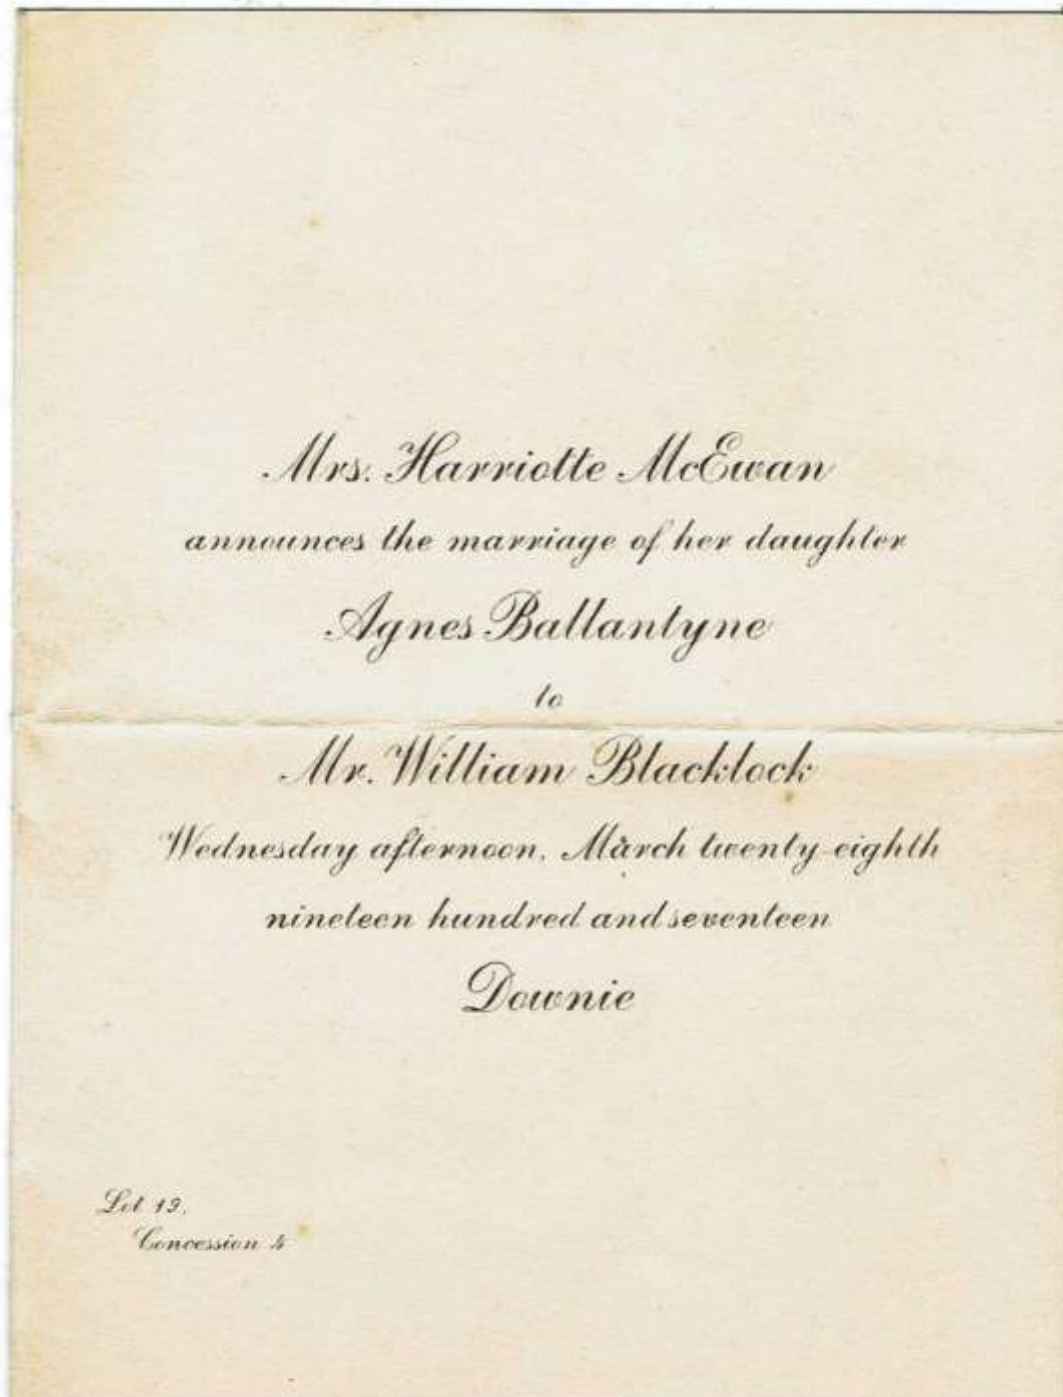 Mrs. Harriotte McEwan
announces the marriage of her daughter
Agnes Ballantyne
to
Mr. William Blacklock
Wednesday afternoon, March twenty-eighth
nineteen hundred and seventeen
Downie
Lot 19,
Concession 4